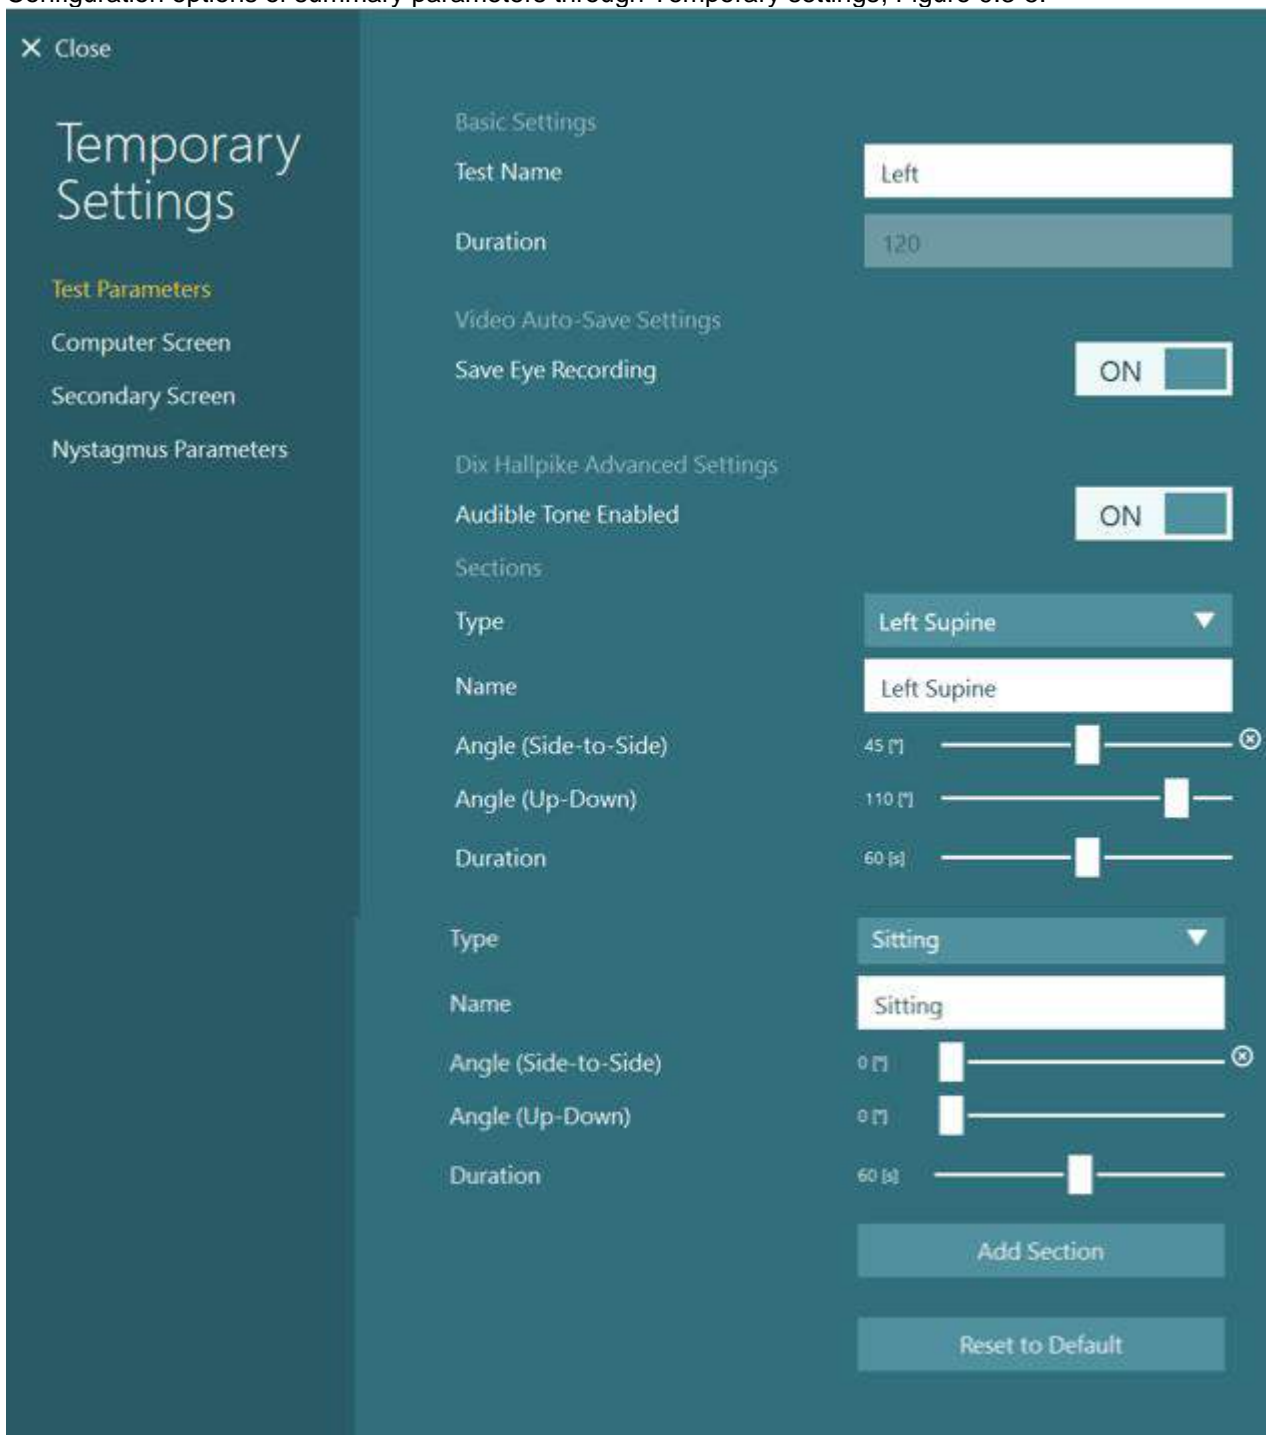 Configuration options of summary parameters through Temporary settings, Figure
Close
Temporary
Settings
Test Parameters
Computer Screen
Secondary Screen
Nystagmus Parameters
Basic Settings
Test Name Left
Duration 120
Video Auto-Save Settings
Save Eye Recording ON
Dix Hallpike Advanced Settings
Audible Tone Enabled ON
Sections
Type Left Supine
Name Left Supine
Angle (Side-to-Side) 45 [°]
Angle (Up-Down) 110 [°]
Duration 60 [s]
Type Sitting
Name Sitting
Angle (Side-to-Side) 0 [°]
Angle (Up-Down) 0 [°]
Duration 60 [s]
Add Section
Reset to Default